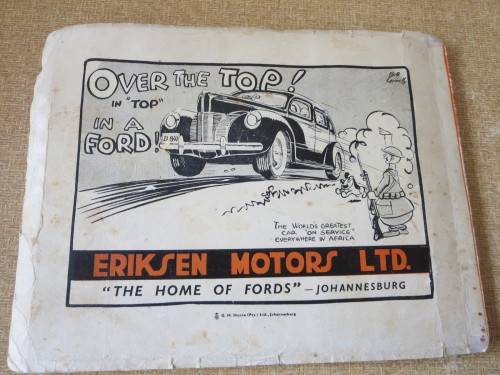 OVER THE TOP!
IN "TOP"
IN A
FORD!
THE WORLDS GREATEST
CAR "ON SERVICE"
EVERYWHERE IN AFRICA
ERIKSEN MOTORS LTD.
"THE HOME OF FORDS" — JOHANNESBURG